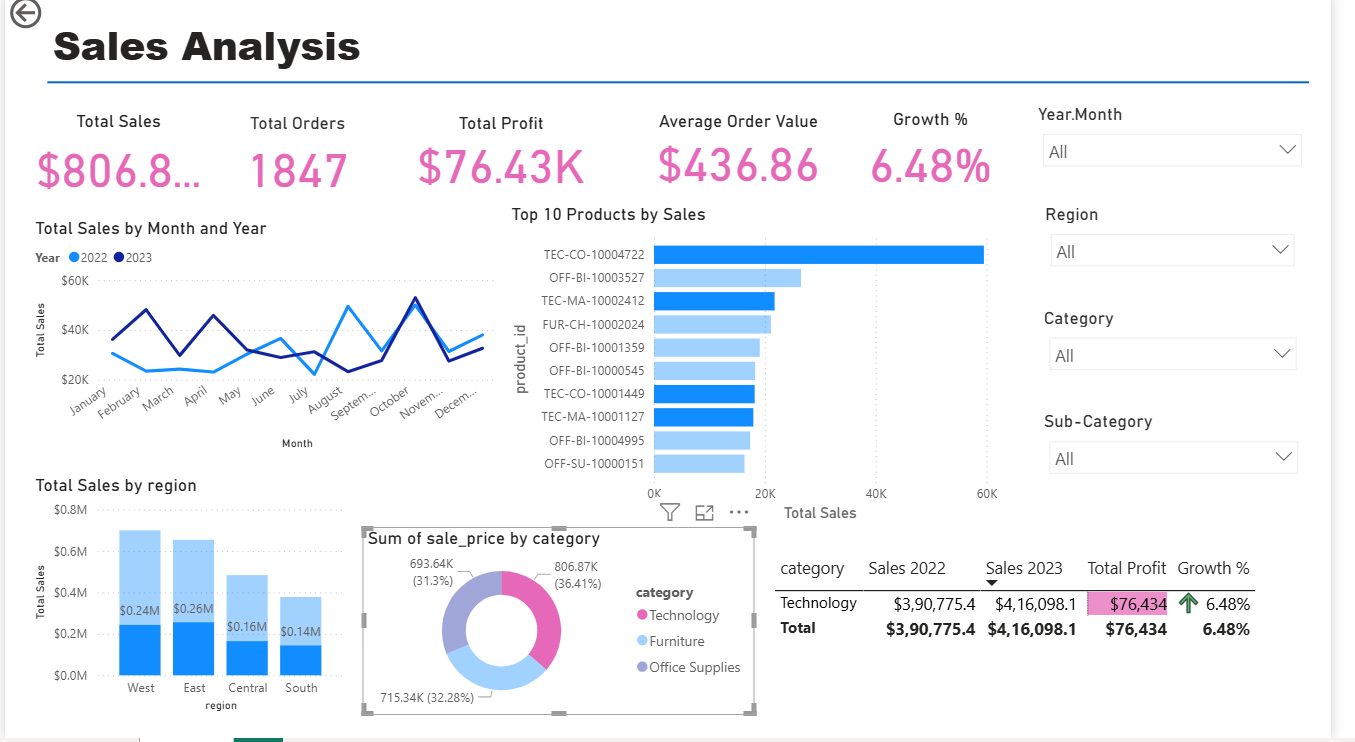 Sales Analysis
Total Sales
$806.8...
Total Orders
1847
Total Profit
$76.43K
Average Order Value
$436.86
Growth %
6.48%
Year.Month
All
Region
All
Category
All
Sub-Category
All
Total Sales by Month and Year
Year 2022 2023
Total Sales
$60K
$40K
$20K
January February March April May June July August Septem... October Novem... Decem...
Month
Top 10 Products by Sales
product_id
TEC-CO-10004722
OFF-BI-10003527
TEC-MA-10002412
FUR-CH-10002024
OFF-BI-10001359
OFF-BI-10000545
TEC-CO-10001449
TEC-MA-10001127
OFF-BI-10004995
OFF-SU-10000151
0K 20K 40K 60K
Total Sales
Total Sales by region
Total Sales
$0.8M
$0.6M
$0.4M
$0.2M
$0.0M
$0.24M $0.26M $0.16M $0.14M
West East Central South
region
Sum of sale_price by category
693.64K
(31.3%)
806.87K
(36.41%)
715.34K (32.28%)
category
Technology
Furniture
Office Supplies
category Sales 2022 Sales 2023 Total Profit Growth %
Technology $3,90,775.4 $4,16,098.1 $76,434 6.48%
Total $3,90,775.4 $4,16,098.1 $76,434 6.48%